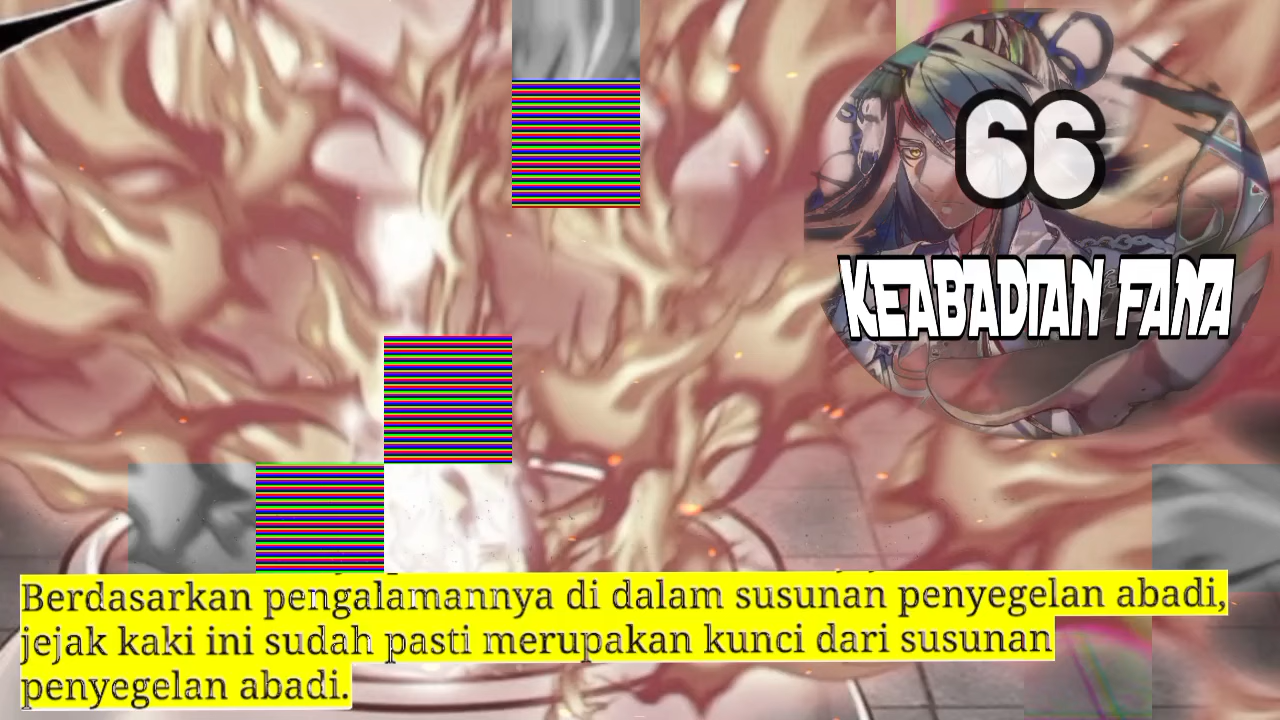 66
KEABADIAN FANA
Berdasarkan pengalamannya di dalam susunan penyegelan abadi,
jejak kaki ini sudah pasti merupakan kunci dari susunan
penyegelan abadi.